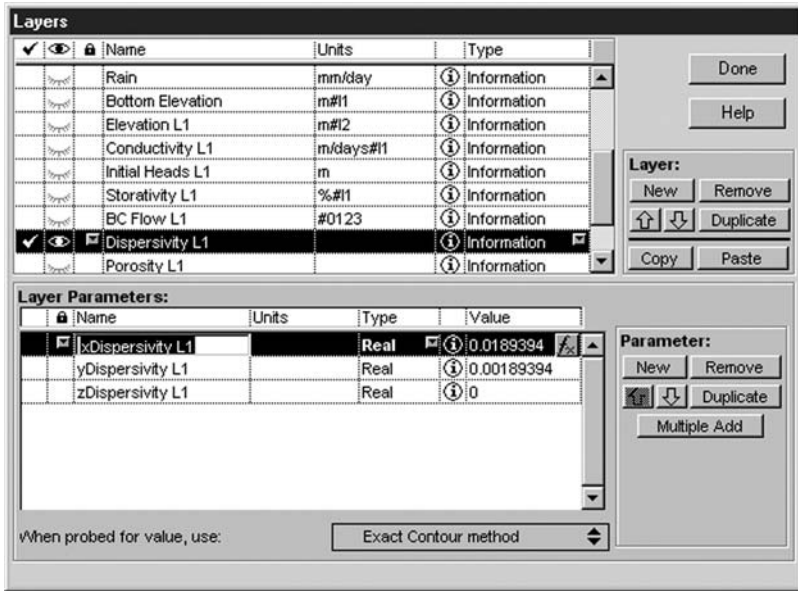 Layers
Name Units Type
Rain mm/day Information
Bottom Elevation m#l1 Information
Elevation L1 m#l2 Information
Conductivity L1 m/days#l1 Information
Initial Heads L1 m Information
Storativity L1 %#l1 Information
BC Flow L1 #0123 Information
Dispersivity L1 Information
Porosity L1 Information
Done
Help
Layer:
New Remove
Duplicate
Copy Paste
Layer Parameters:
Name Units Type Value
xDispersivity L1 Real 0.0189394 fx
yDispersivity L1 Real 0.00189394
zDispersivity L1 Real 0
Parameter:
New Remove
Duplicate
Multiple Add
When probed for value, use: Exact Contour method